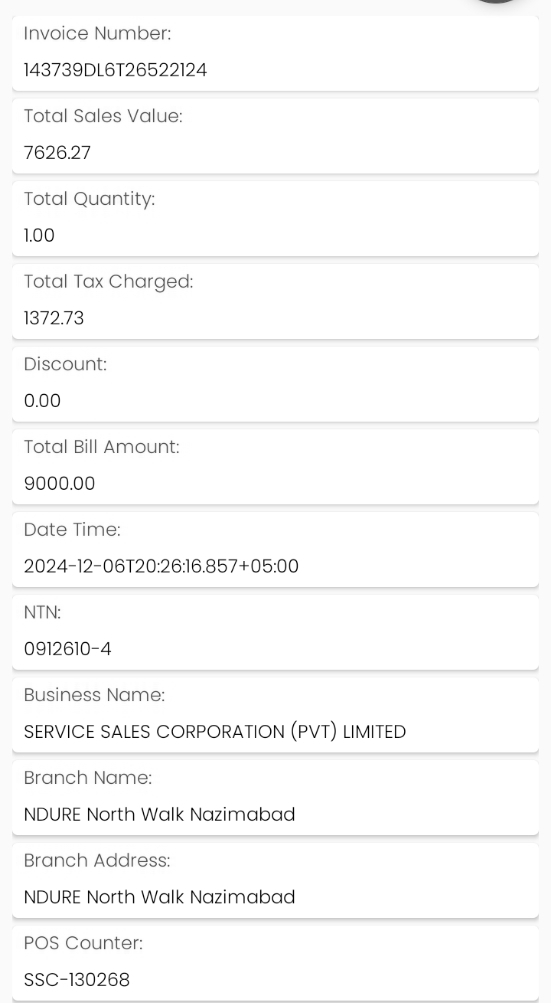 Invoice Number:
143739DL6T26522124
Total Sales Value:
7626.27
Total Quantity:
1.00
Total Tax Charged:
1372.73
Discount:
0.00
Total Bill Amount:
9000.00
Date Time:
2024-12-06T20:26:16.857+05:00
NTN:
0912610-4
Business Name:
SERVICE SALES CORPORATION (PVT) LIMITED
Branch Name:
NDURE North Walk Nazimabad
Branch Address:
NDURE North Walk Nazimabad
POS Counter:
SSC-130268